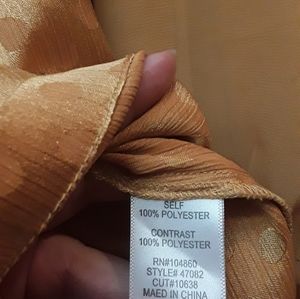 SELF
100% POLYESTER
CONTRAST
100% POLYESTER
RN#104860
STYLE# 47082
CUT#10638
MAED IN CHINA